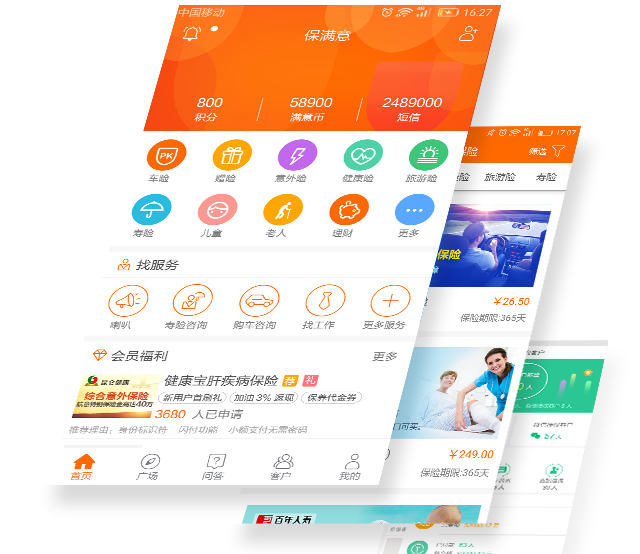 中国移动 16:27
保满意
800 58900 2489000
积分 满意币 短信
车险 赠险 意外险 健康险 旅游险
寿险 儿童 老人 理财 更多
找服务
喇叭 寿险咨询 购车咨询 找工作 更多服务
会员福利 更多
昆仑健康
综合意外保险
健康宝肝疾病保险 荐 礼
新用户首刷礼 加油3%返现 保养代金券
3680 人已申请
推荐理由：身份标识符 闪付功能 小额支付无需密码
首页 广场 问答 客户 我的
17:07
筛选
旅游险 寿险
保险
¥26.50
保险期限:365天
¥249.00
保险期限:365天
百年人寿